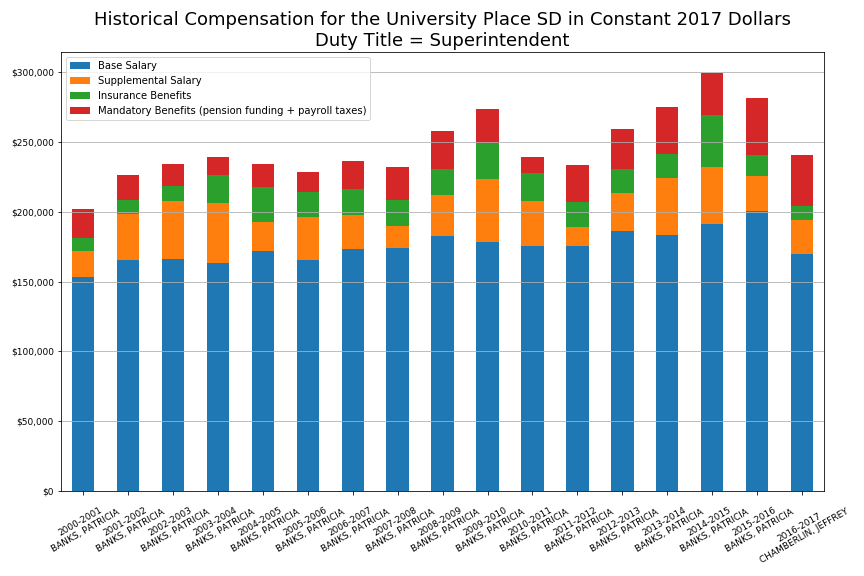 Historical Compensation for the University Place SD in Constant 2017 Dollars
Duty Title = Superintendent
Base Salary
Supplemental Salary
Insurance Benefits
Mandatory Benefits (pension funding + payroll taxes)
$300,000
$250,000
$200,000
$150,000
$100,000
$50,000
$0
2000-2001
BANKS, PATRICIA
2001-2002
BANKS, PATRICIA
2002-2003
BANKS, PATRICIA
2003-2004
BANKS, PATRICIA
2004-2005
BANKS, PATRICIA
2005-2006
BANKS, PATRICIA
2006-2007
BANKS, PATRICIA
2007-2008
BANKS, PATRICIA
2008-2009
BANKS, PATRICIA
2009-2010
BANKS, PATRICIA
2010-2011
BANKS, PATRICIA
2011-2012
BANKS, PATRICIA
2012-2013
BANKS, PATRICIA
2013-2014
BANKS, PATRICIA
2014-2015
BANKS, PATRICIA
2015-2016
BANKS, PATRICIA
2016-2017
CHAMBERLIN, JEFFREY